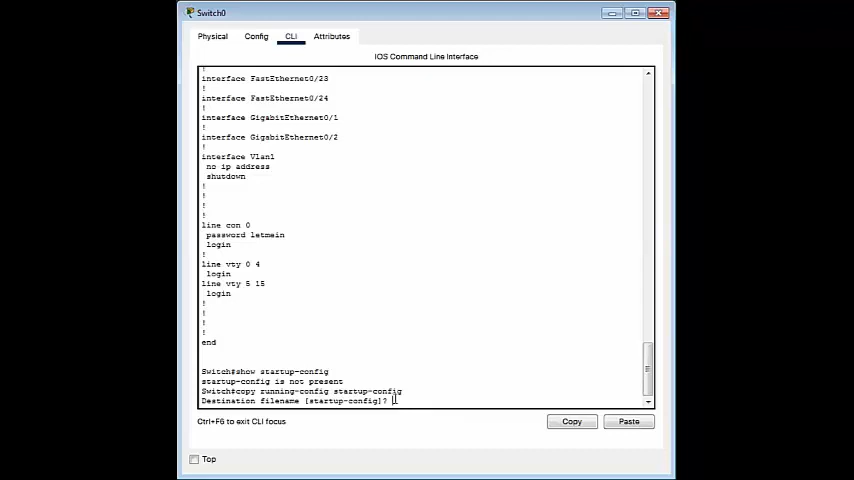 Switch0
Physical Config CLI Attributes
IOS Command Line Interface
!
interface FastEthernet0/23
!
interface FastEthernet0/24
!
interface GigabitEthernet0/1
!
interface GigabitEthernet0/2
!
interface Vlan1
no ip address
shutdown
!
!
!
!
line con 0
password letmein
login
!
line vty 0 4
login
line vty 5 15
login
!
!
!
!
end
Switch#show startup-config
startup-config is not present
Switch#copy running-config startup-config
Destination filename [startup-config]?
Ctrl+F6 to exit CLI focus
Copy Paste
Top